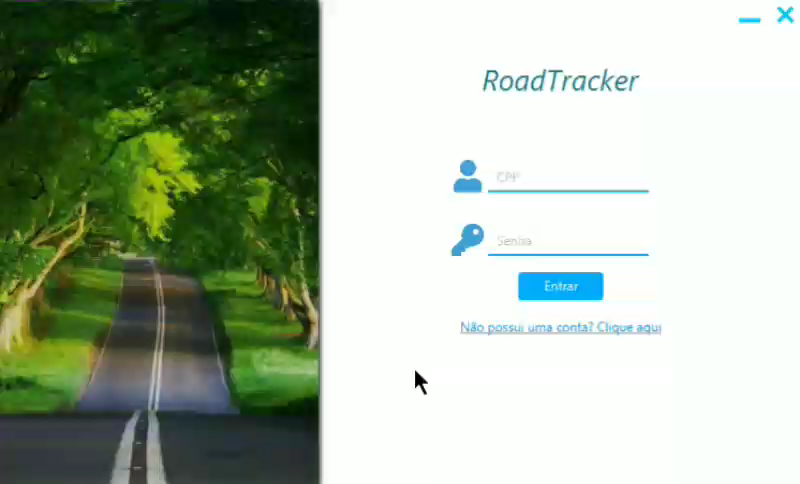 RoadTracker
CPF
Senha
Entrar
Não possui uma conta? Clique aqui